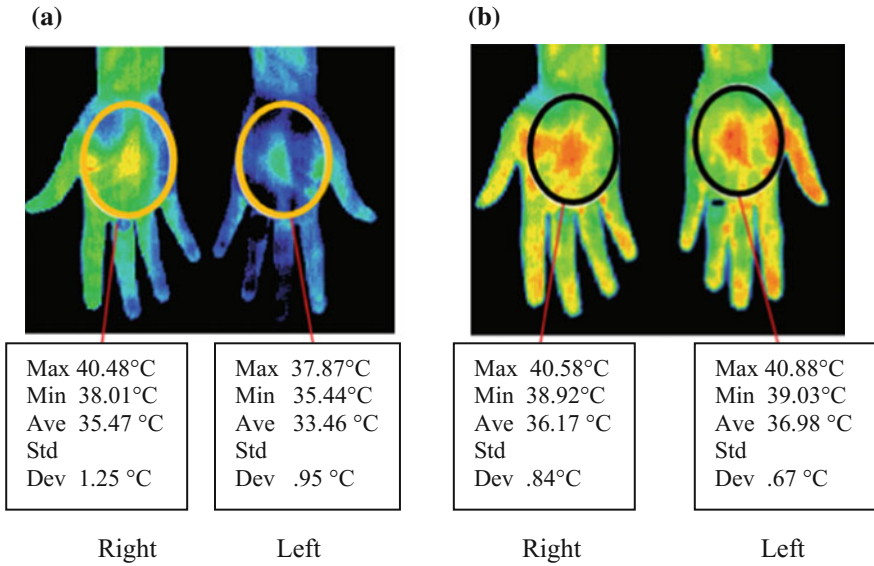 (a)
Max 40.48°C
Min 38.01°C
Ave 35.47 °C
Std
Dev 1.25 °C
Right
Max 37.87°C
Min 35.44°C
Ave 33.46 °C
Std
Dev .95 °C
Left
(b)
Max 40.58°C
Min 38.92°C
Ave 36.17 °C
Std
Dev .84°C
Right
Max 40.88°C
Min 39.03°C
Ave 36.98 °C
Std
Dev .67 °C
Left